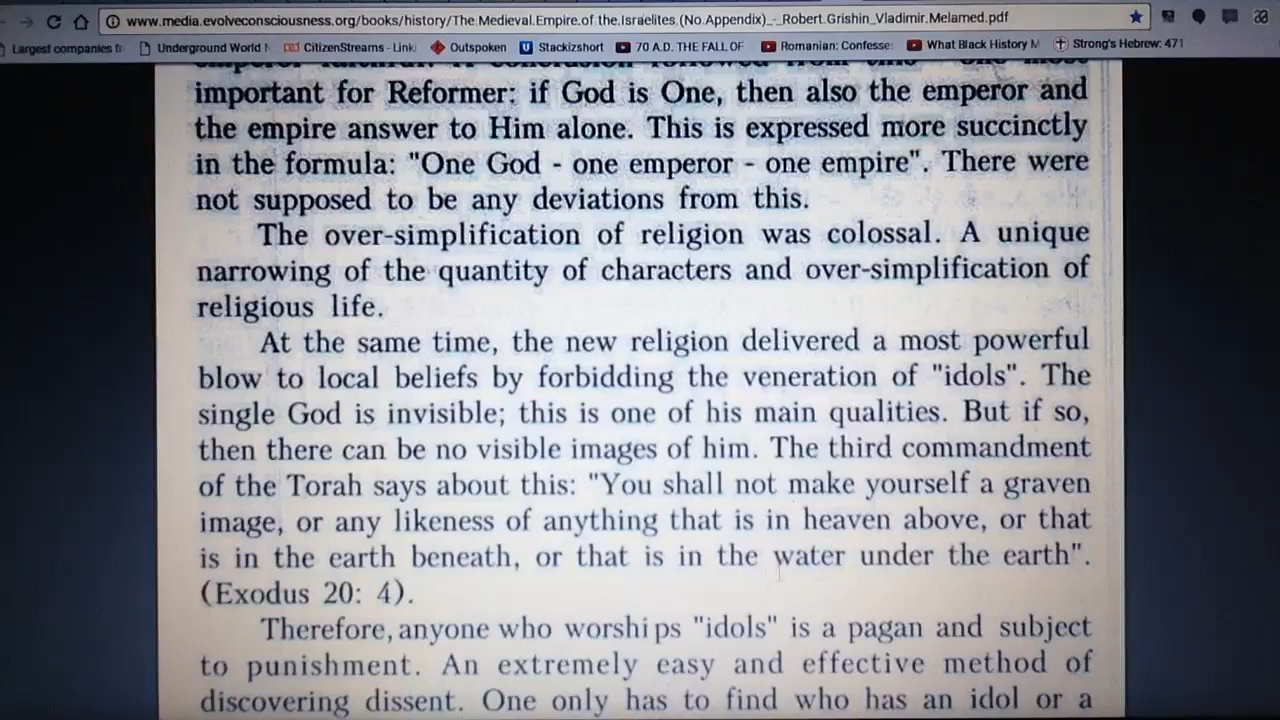 www.media.evolveconsciousness.org/books/history/The.Medieval.Empire.of.the.Israelites.(No.Appendix)_-_Robert.Grishin_Vladimir.Melamed.pdf
Largest companies Underground World CitizenStreams - Link Outspoken Stackizshort 70 A.D. THE FALL OF Romanian: Confesse: What Black History M Strong's Hebrew: 471
important for Reformer: if God is One, then also the emperor and
the empire answer to Him alone. This is expressed more succinctly
in the formula: "One God - one emperor - one empire". There were
not supposed to be any deviations from this.
The over-simplification of religion was colossal. A unique
narrowing of the quantity of characters and over-simplification of
religious life.
At the same time, the new religion delivered a most powerful
blow to local beliefs by forbidding the veneration of "idols". The
single God is invisible; this is one of his main qualities. But if so,
then there can be no visible images of him. The third commandment
of the Torah says about this: "You shall not make yourself a graven
image, or any likeness of anything that is in heaven above, or that
is in the earth beneath, or that is in the water under the earth".
(Exodus 20: 4).
Therefore, anyone who worships "idols" is a pagan and subject
to punishment. An extremely easy and effective method of
discovering dissent. One only has to find who has an idol or a